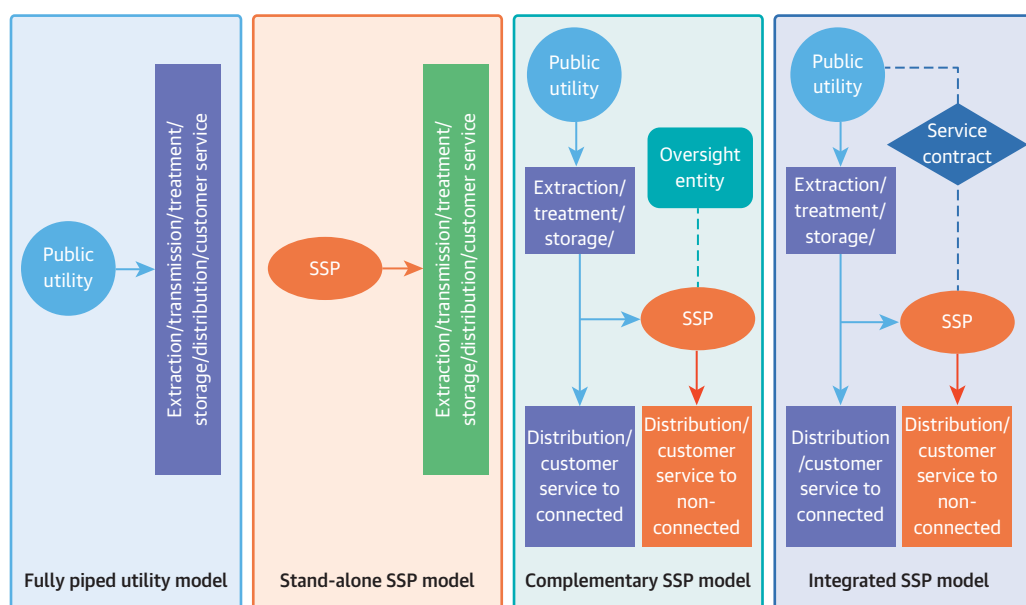 Public
utility
Extraction/transmission/treatment/
storage/distribution/customer service
Fully piped utility model
SSP
Extraction/transmission/treatment/
storage/distribution/customer service
Stand-alone SSP model
Public
utility
Oversight
entity
Extraction/
treatment/
storage/
SSP
Distribution/
customer
service to
connected
Distribution/
customer
service to
non-
connected
Complementary SSP model
Public
utility
Service
contract
Extraction/
treatment/
storage/
SSP
Distribution
/customer
service to
connected
Distribution/
customer
service to
non-
connected
Integrated SSP model